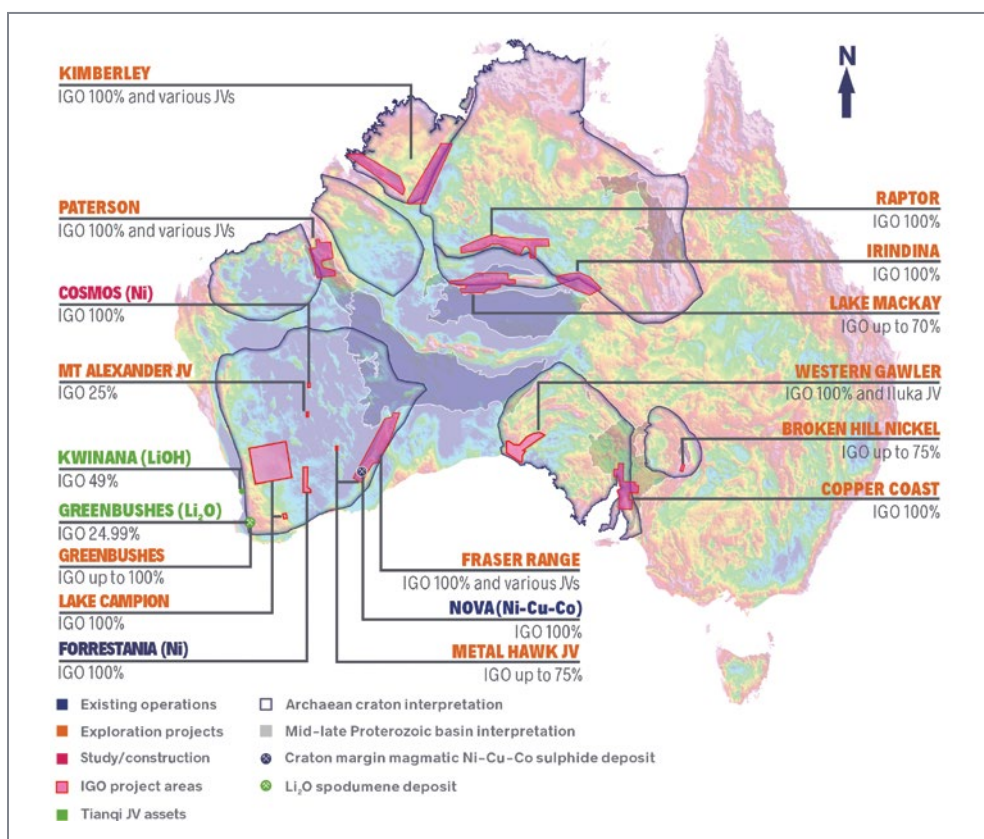 KIMBERLEY
IGO 100% and various JVs
N
PATERSON
IGO 100% and various JVs
RAPTOR
IGO 100%
IRINDINA
IGO 100%
COSMOS (Ni)
IGO 100%
LAKE MACKAY
IGO up to 70%
MT ALEXANDER JV
IGO 25%
WESTERN GAWLER
IGO 100% and Iluka JV
BROKEN HILL NICKEL
IGO up to 75%
KWINANA (LiOH)
IGO 49%
COPPER COAST
IGO 100%
GREENBUSHES (Li₂O)
IGO 24.99%
GREENBUSHES
IGO up to 100%
FRASER RANGE
IGO 100% and various JVs
LAKE CAMPION
IGO 100%
NOVA (Ni-Cu-Co)
IGO 100%
FORRESTANIA (Ni)
IGO 100%
METAL HAWK JV
IGO up to 75%
Existing operations
Exploration projects
Study/construction
IGO project areas
Tianqi JV assets
Archaean craton interpretation
Mid-late Proterozoic basin interpretation
Craton margin magmatic Ni-Cu-Co sulphide deposit
Li₂O spodumene deposit